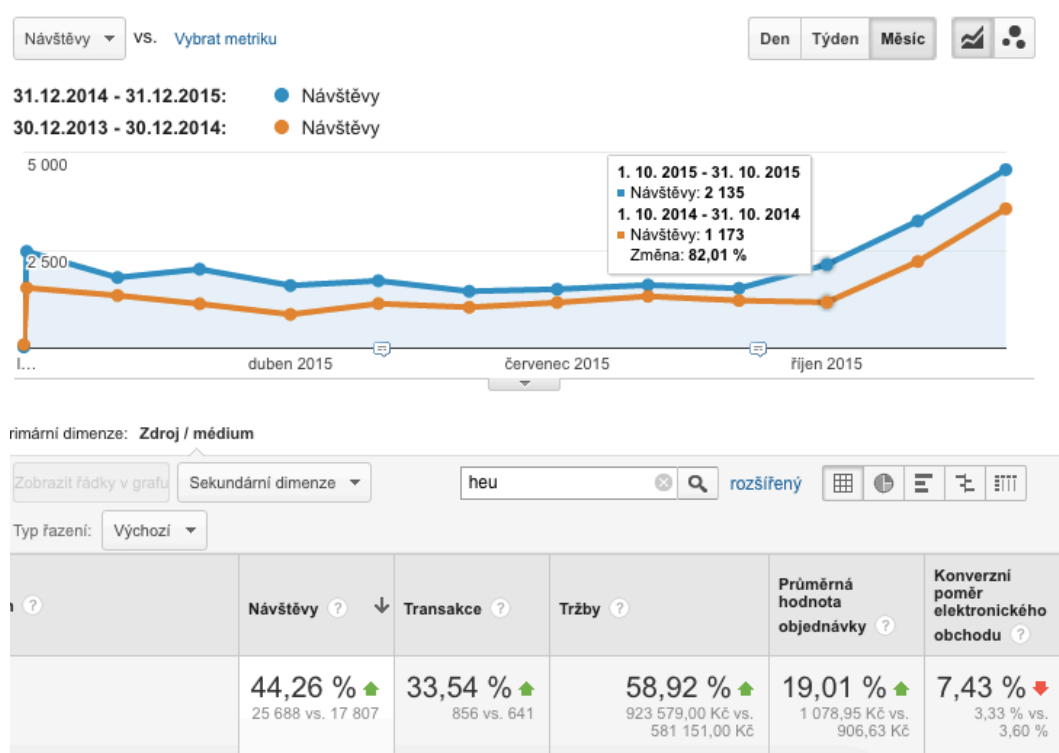 Návštěvy VS. Vybrat metriku Den Týden Měsíc
31.12.2014 - 31.12.2015: Návštěvy
30.12.2013 - 30.12.2014: Návštěvy
5 000
1. 10. 2015 - 31. 10. 2015
Návštěvy: 2 135
1. 10. 2014 - 31. 10. 2014
Návštěvy: 1 173
Změna: 82,01 %
2 500
l… duben 2015 červenec 2015 říjen 2015
rimární dimenze: Zdroj / médium
Zobrazit řádky v grafu Sekundární dimenze heu rozšířený
Typ řazení: Výchozí
Návštěvy ? Transakce ? Tržby ?
Průměrná
hodnota
objednávky ?
Konverzní
poměr
elektronického
obchodu ?
44,26 % 33,54 % 58,92 % 19,01 % 7,43 %
25 688 vs. 17 807 856 vs. 641
923 579,00 Kč vs.
581 151,00 Kč
1 078,95 Kč vs.
906,63 Kč
3,33 % vs.
3,60 %